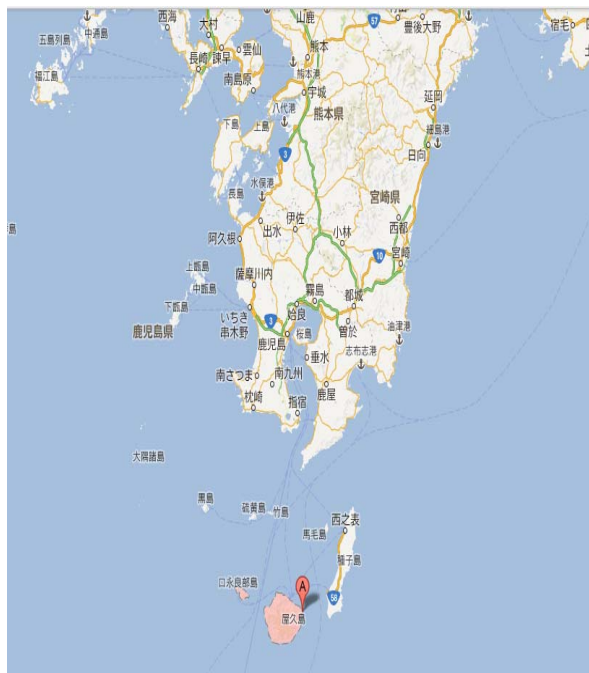 西海
大村
山鹿
57
竹田
豊後大野
宿毛
五島列島
中通島
長崎
諫早
雲仙
熊本
熊本港
福江島
南島原
宇城
八代港
熊本県
延岡
下島
上島
3
細島港
日向
水俣港
長島
宮崎県
西都
出水
伊佐
小林
阿久根
10
宮崎
上甑島
中甑島
薩摩川内
下甑島
霧島
都城
いちき
串木野
3
姶良
鹿児島県
鹿児島
桜島
曽於
油津港
垂水
志布志港
南さつま
南九州
鹿屋
枕崎
指宿
大隅諸島
黒島
硫黄島
竹島
西之表
馬毛島
種子島
口永良部島
A
58
屋久島